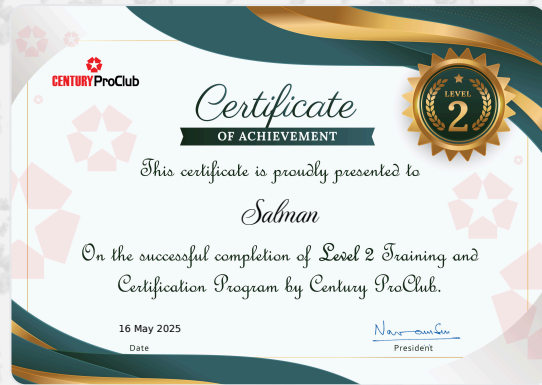 CENTURY ProClub
Certificate
OF ACHIEVEMENT
LEVEL
2
This certificate is proudly presented to
Salman
On the successful completion of Level 2 Training and
Certification Program by Century ProClub.
16 May 2025
Date
President